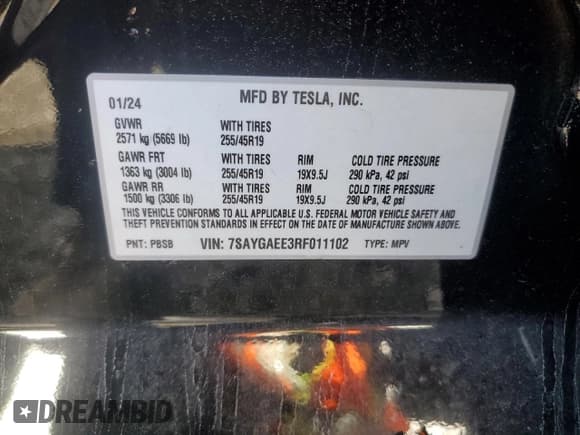 01/24 MFD BY TESLA, INC.
GVWR WITH TIRES
2571 kg (5669 lb) 255/45R19
GAWR FRT WITH TIRES RIM COLD TIRE PRESSURE
1363 kg (3004 lb) 255/45R19 19X9.5J 290 kPa, 42 psi
GAWR RR WITH TIRES RIM COLD TIRE PRESSURE
1500 kg (3306 lb) 255/45R19 19X9.5J 290 kPa, 42 psi
THIS VEHICLE CONFORMS TO ALL APPLICABLE U.S. FEDERAL MOTOR VEHICLE SAFETY AND
THEFT PREVENTION STANDARDS IN EFFECT ON THE DATE OF MANUFACTURE SHOWN ABOVE.
PNT: PBSB VIN: 7SAYGAEE3RF011102 TYPE: MPV
DREAMBID